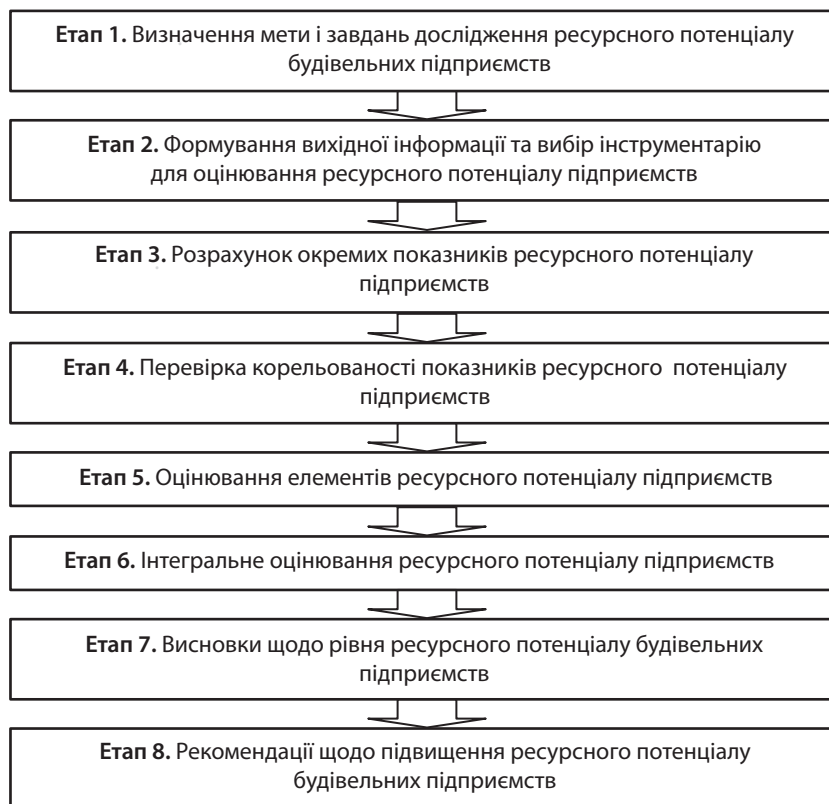 Етап 1. Визначення мети і завдань дослідження ресурсного потенціалу
будівельних підприємств
Етап 2. Формування вихідної інформації та вибір інструментарію
для оцінювання ресурсного потенціалу підприємств
Етап 3. Розрахунок окремих показників ресурсного потенціалу
підприємств
Етап 4. Перевірка корельованості показників ресурсного потенціалу
підприємств
Етап 5. Оцінювання елементів ресурсного потенціалу підприємств
Етап 6. Інтегральне оцінювання ресурсного потенціалу підприємств
Етап 7. Висновки щодо рівня ресурсного потенціалу будівельних
підприємств
Етап 8. Рекомендації щодо підвищення ресурсного потенціалу
будівельних підприємств